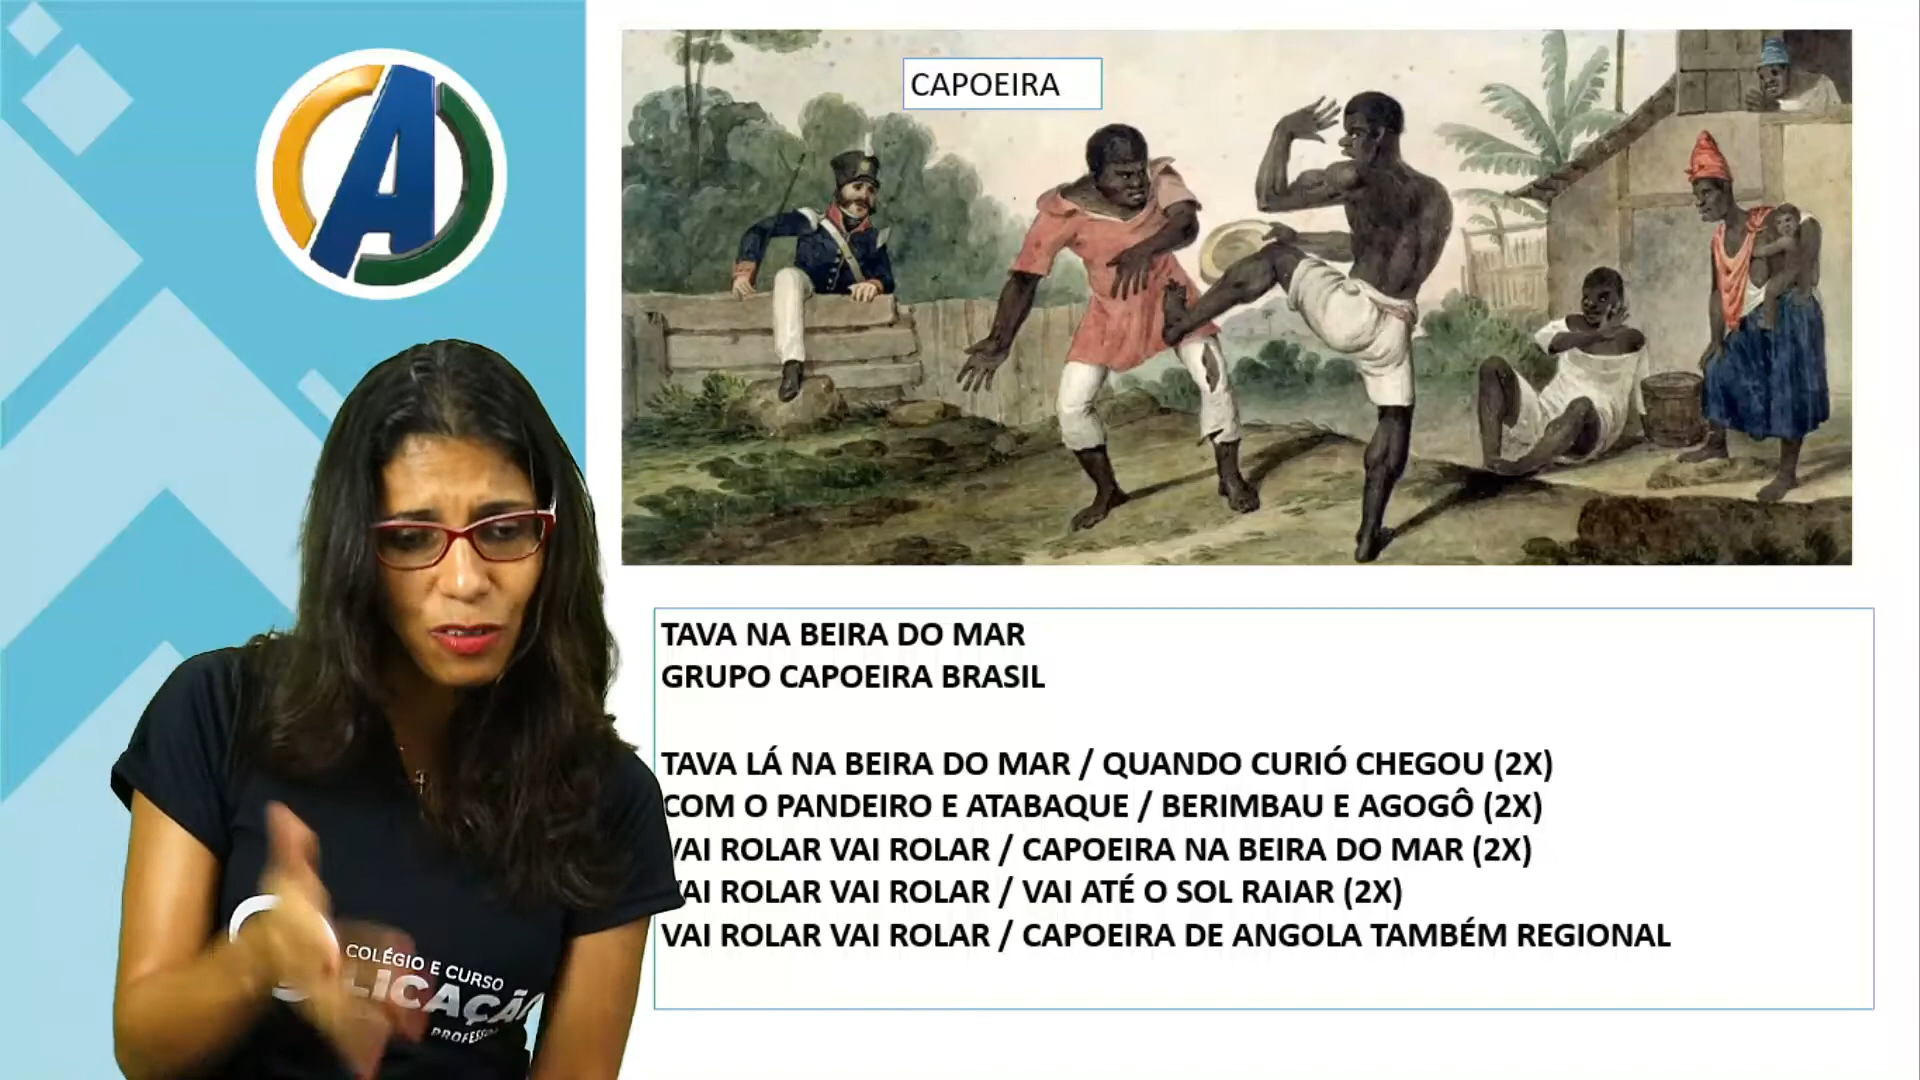 A
CAPOEIRA
TAVA NA BEIRA DO MAR
GRUPO CAPOEIRA BRASIL
TAVA LÁ NA BEIRA DO MAR / QUANDO CURIÓ CHEGOU (2X)
COM O PANDEIRO E ATABAQUE / BERIMBAU E AGOGÔ (2X)
VAI ROLAR VAI ROLAR / CAPOEIRA NA BEIRA DO MAR (2X)
VAI ROLAR VAI ROLAR / VAI ATÉ O SOL RAIAR (2X)
VAI ROLAR VAI ROLAR / CAPOEIRA DE ANGOLA TAMBÉM REGIONAL
COLÉGIO E CURSO